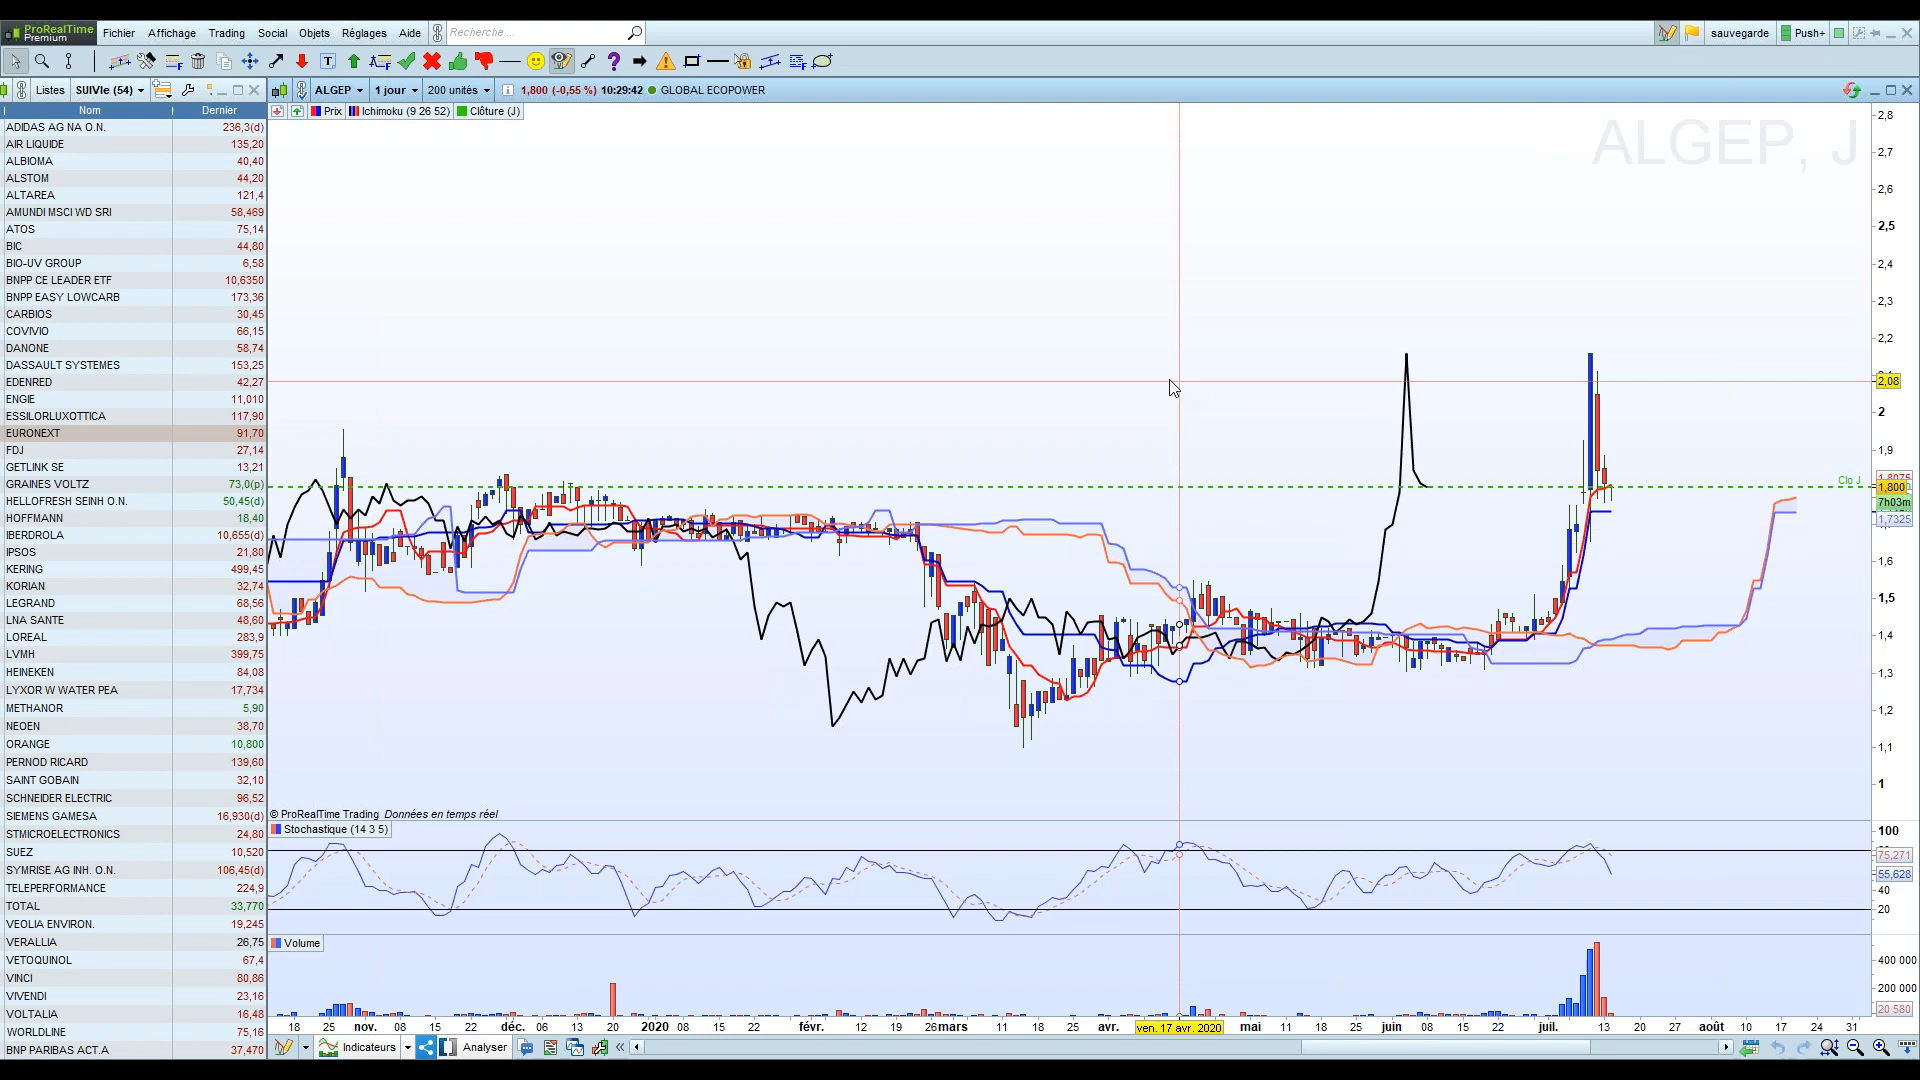 ProRealTime
Premium
Fichier Affichage Trading Social Objets Réglages Aide Recherche ... sauvegarde Push+
Listes SUIVIe (54) ALGEP 1 jour 200 unités 1,800 (-0,55 %) 10:29:42 GLOBAL ECOPOWER
Nom Dernier
Prix Ichimoku (9 26 52) Clôture (J)
ALGEP, J
ADIDAS AG NA O.N. 236,3(d)
AIR LIQUIDE 135,20
ALBIOMA 40,40
ALSTOM 44,20
ALTAREA 121,4
AMUNDI MSCI WD SRI 58,469
ATOS 75,14
BIC 44,80
BIO-UV GROUP 6,58
BNPP CE LEADER ETF 10,6350
BNPP EASY LOWCARB 173,36
CARBIOS 30,45
COVIVIO 66,15
DANONE 58,74
DASSAULT SYSTEMES 153,25
EDENRED 42,27
ENGIE 11,010
ESSILORLUXOTTICA 117,90
EURONEXT 91,70
FDJ 27,14
GETLINK SE 13,21
GRAINES VOLTZ 73,0(p)
HELLOFRESH SEINH O.N. 50,45(d)
HOFFMANN 18,40
IBERDROLA 10,655(d)
IPSOS 21,80
KERING 499,45
KORIAN 32,74
LEGRAND 68,56
LNA SANTE 48,60
LOREAL 283,9
LVMH 399,75
HEINEKEN 84,08
LYXOR W WATER PEA 17,734
METHANOR 5,90
NEOEN 38,70
ORANGE 10,800
PERNOD RICARD 139,60
SAINT GOBAIN 32,10
SCHNEIDER ELECTRIC 96,52
SIEMENS GAMESA 16,930(d)
STMICROELECTRONICS 24,80
SUEZ 10,520
SYMRISE AG INH. O.N. 106,45(d)
TELEPERFORMANCE 224,9
TOTAL 33,770
VEOLIA ENVIRON. 19,245
VERALLIA 26,75
VETOQUINOL 67,4
VINCI 80,86
VIVENDI 23,16
VOLTALIA 16,48
WORLDLINE 75,16
BNP PARIBAS ACT.A 37,470
2,8
2,7
2,6
2,5
2,4
2,3
2,2
2,08
2
1,9
Clo J
1,800
7h03m
1,7325
1,6
1,5
1,4
1,3
1,2
1,1
1
© ProRealTime Trading Données en temps réel
Stochastique (14 3 5)
100
75,271
55,628
40
20
Volume
400 000
200 000
20 580
18 25 nov. 08 15 22 déc. 06 13 20 2020 08 15 22 févr. 12 19 26 mars 11 18 25 avr. ven. 17 avr. 2020 mai 11 18 25 juin 08 15 22 juil. 13 20 27 août 10 17 24 31
Indicateurs Analyser